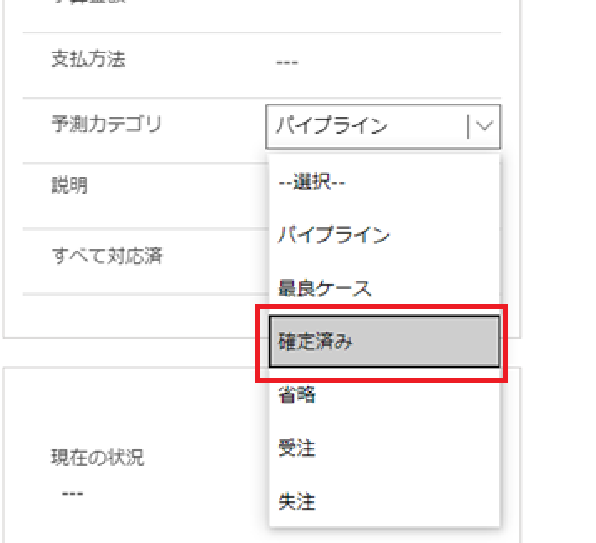 支払方法
---
予測カテゴリ
パイプライン
--選択--
説明
パイプライン
すべて対応済
最良ケース
確定済み
省略
受注
現在の状況
---
失注